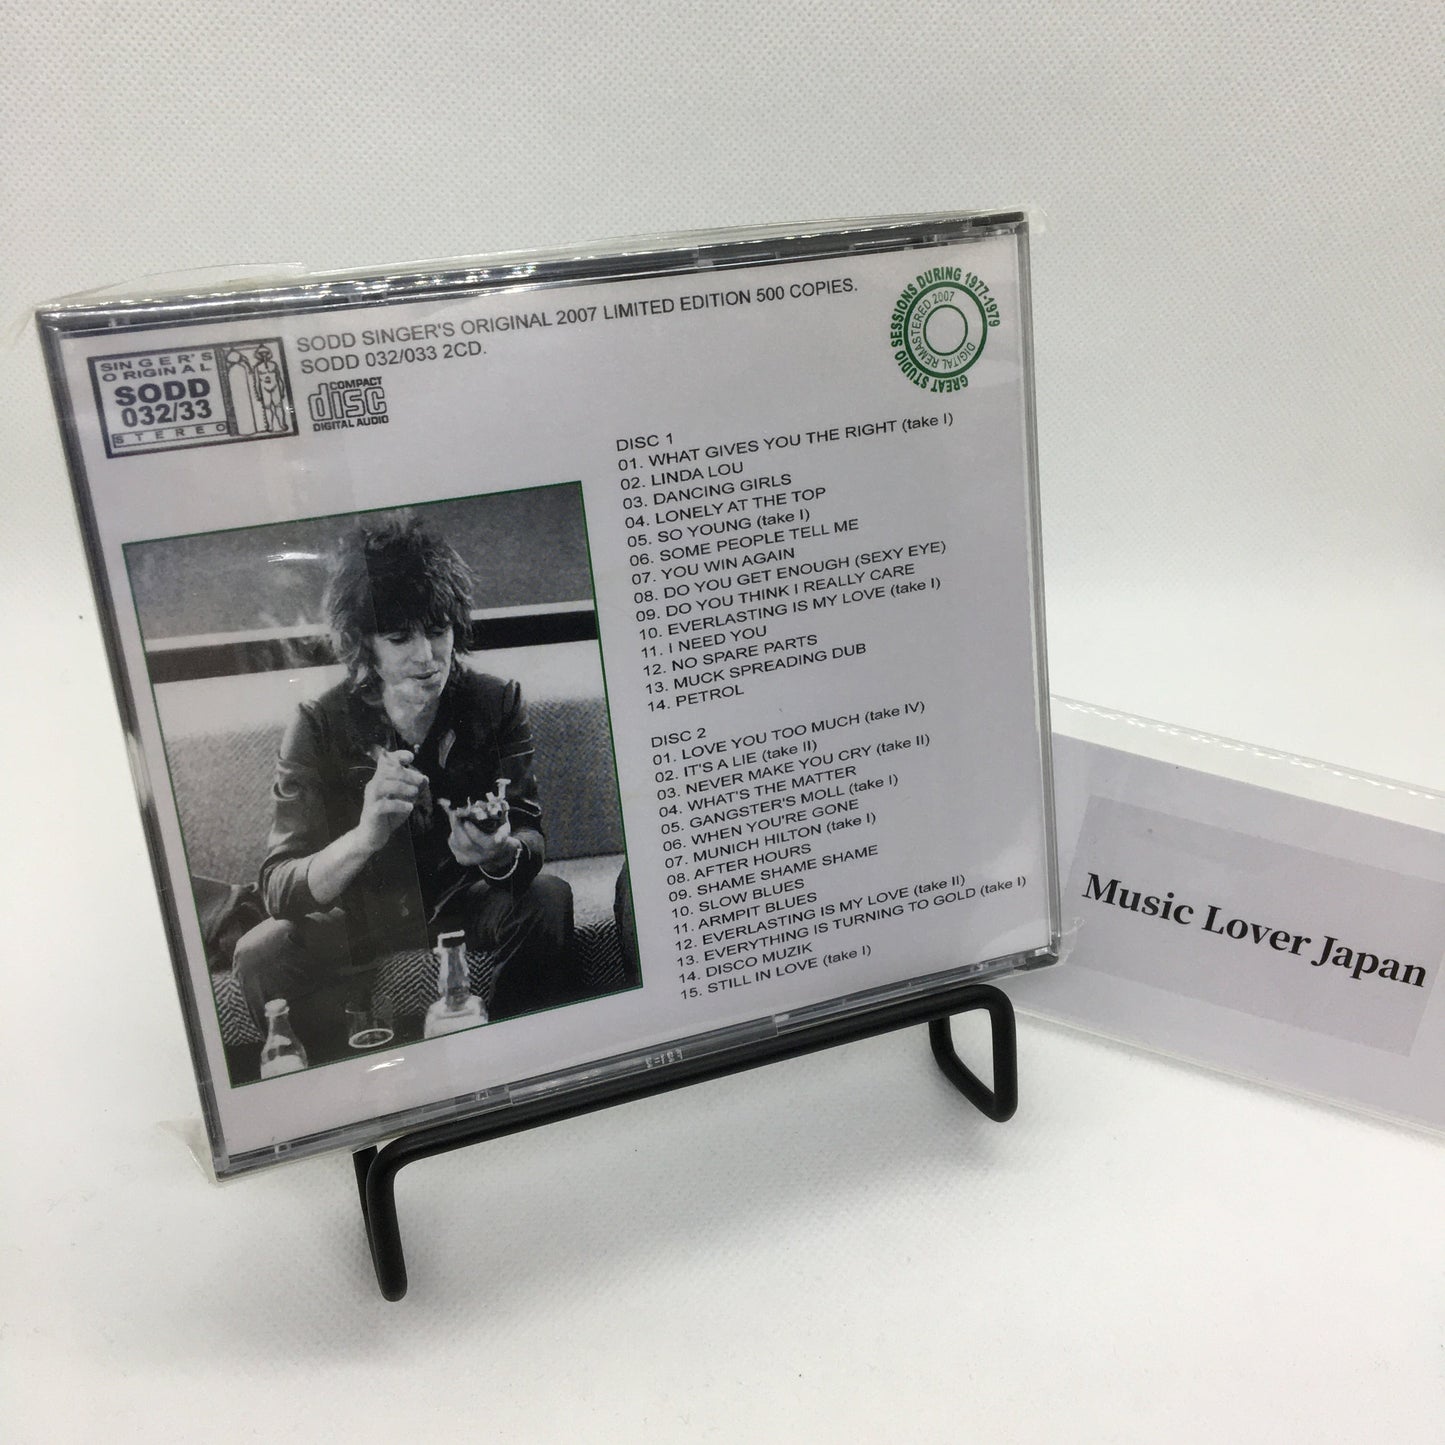 SINGER'S
ORIGINAL
SODD
032/33
STEREO
SODD SINGER'S ORIGINAL 2007 LIMITED EDITION 500 COPIES.
SODD 032/033 2CD.
COMPACT
disc
DIGITAL AUDIO
GREAT STUDIO SESSIONS DURING 1977-1979
DIGITAL REMASTERED 2007
DISC 1
01. WHAT GIVES YOU THE RIGHT (take I)
02. LINDA LOU
03. DANCING GIRLS
04. LONELY AT THE TOP
05. SO YOUNG (take I)
06. SOME PEOPLE TELL ME
07. YOU WIN AGAIN
08. DO YOU GET ENOUGH (SEXY EYE)
09. DO YOU THINK I REALLY CARE
10. EVERLASTING IS MY LOVE (take I)
11. I NEED YOU
12. NO SPARE PARTS
13. MUCK SPREADING DUB
14. PETROL
DISC 2
01. LOVE YOU TOO MUCH (take IV)
02. IT'S A LIE (take II)
03. NEVER MAKE YOU CRY (take II)
04. WHAT'S THE MATTER
05. GANGSTER'S MOLL (take I)
06. WHEN YOU'RE GONE
07. MUNICH HILTON (take I)
08. AFTER HOURS
09. SHAME SHAME SHAME
10. SLOW BLUES
11. ARMPIT BLUES
12. EVERLASTING IS MY LOVE (take II)
13. EVERYTHING IS TURNING TO GOLD (take I)
14. DISCO MUZIK
15. STILL IN LOVE (take I)
Music Lover Japan